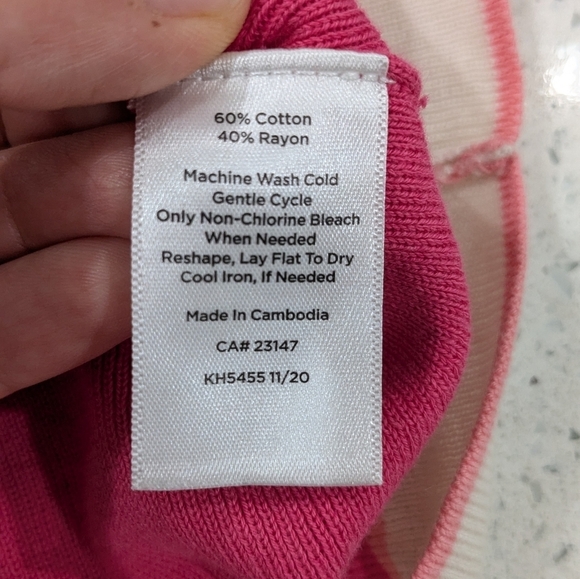 60% Cotton
40% Rayon
Machine Wash Cold
Gentle Cycle
Only Non-Chlorine Bleach
When Needed
Reshape, Lay Flat To Dry
Cool Iron, If Needed
Made In Cambodia
CA# 23147
KH5455 11/20